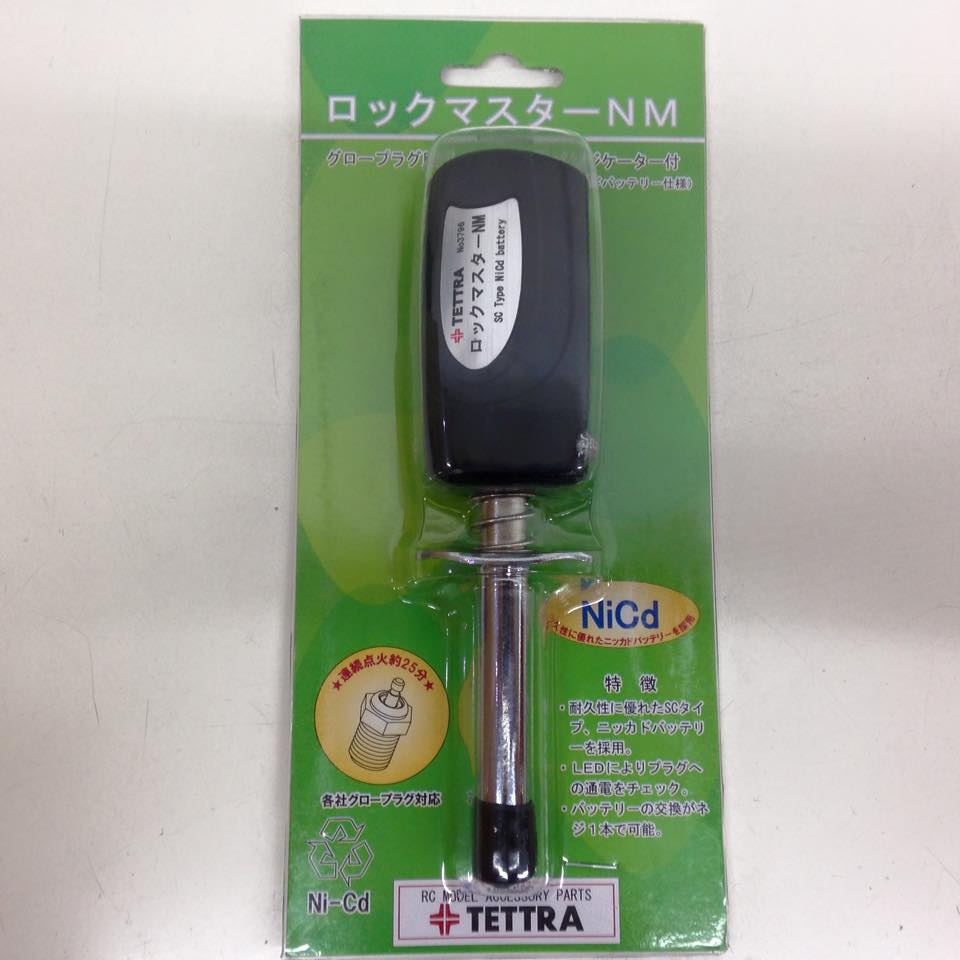 ロックマスターNM
グロープラグ
ケーター付
バッテリー仕様)
TETTRA No3796
ロックマスターNM
SC Type NiCd battery
NiCd
性に優れたニッカドバッテリーを採用
★連続点火約25分★
各社グロープラグ対応
特徴
・耐久性に優れたSCタイ
プ、ニッカドバッテリ
ーを採用。
・LEDによりプラグへ
の通電をチェック。
・バッテリーの交換がネ
ジ1本で可能。
Ni-Cd
RC MODEL ACCESSORY PARTS
TETTRA